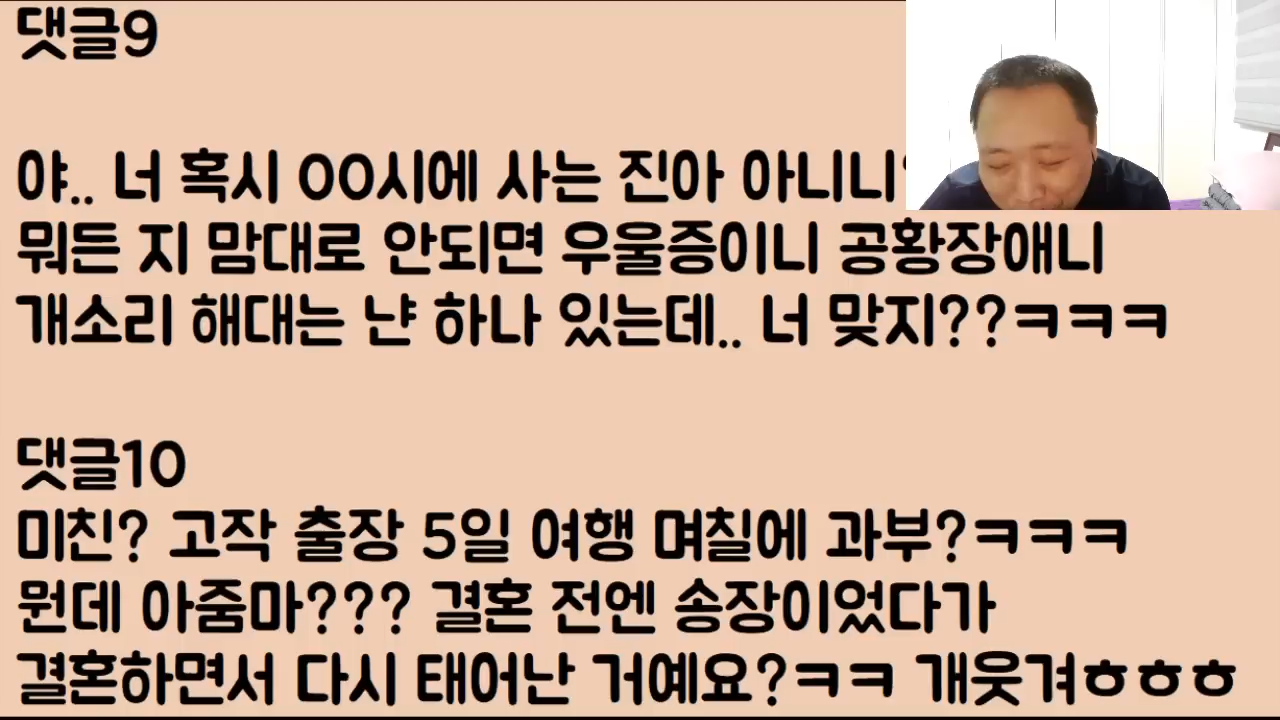 댓글9
야.. 너 혹시 OO시에 사는 진아 아니니?
뭐든 지 맘대로 안되면 우울증이니 공황장애니
개소리 해대는 냔 하나 있는데.. 너 맞지??ㅋㅋㅋ
댓글10
미친? 고작 출장 5일 여행 며칠에 과부?ㅋㅋㅋ
뭔데 아줌마??? 결혼 전엔 송장이었다가
결혼하면서 다시 태어난 거예요?ㅋㅋ 개웃겨ㅎㅎㅎ